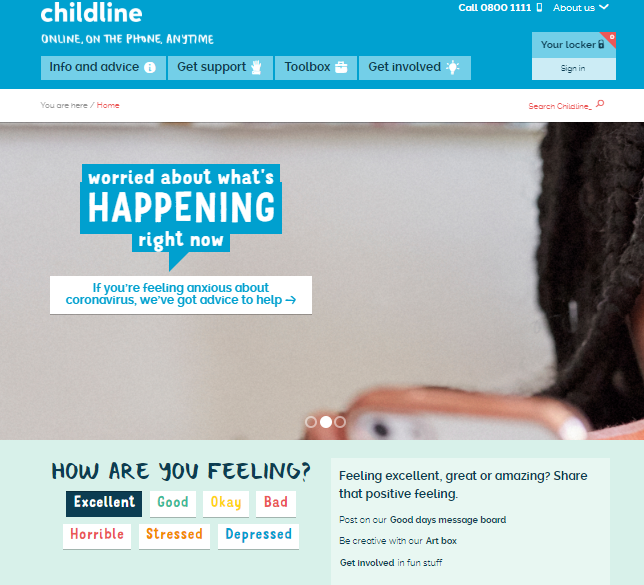 childline
Call 0800 1111
About us
ONLINE, ON THE PHONE, ANYTIME
Your locker
0
Sign in
Info and advice
Get support
Toolbox
Get involved
You are here / Home
Search Childline_
worried about what's
HAPPENING
right now
If you're feeling anxious about
coronavirus, we've got advice to help →
HOW ARE YOU FEELING?
Excellent
Good
Okay
Bad
Horrible
Stressed
Depressed
Feeling excellent, great or amazing? Share
that positive feeling.
Post on our Good days message board
Be creative with our Art box
Get involved in fun stuff